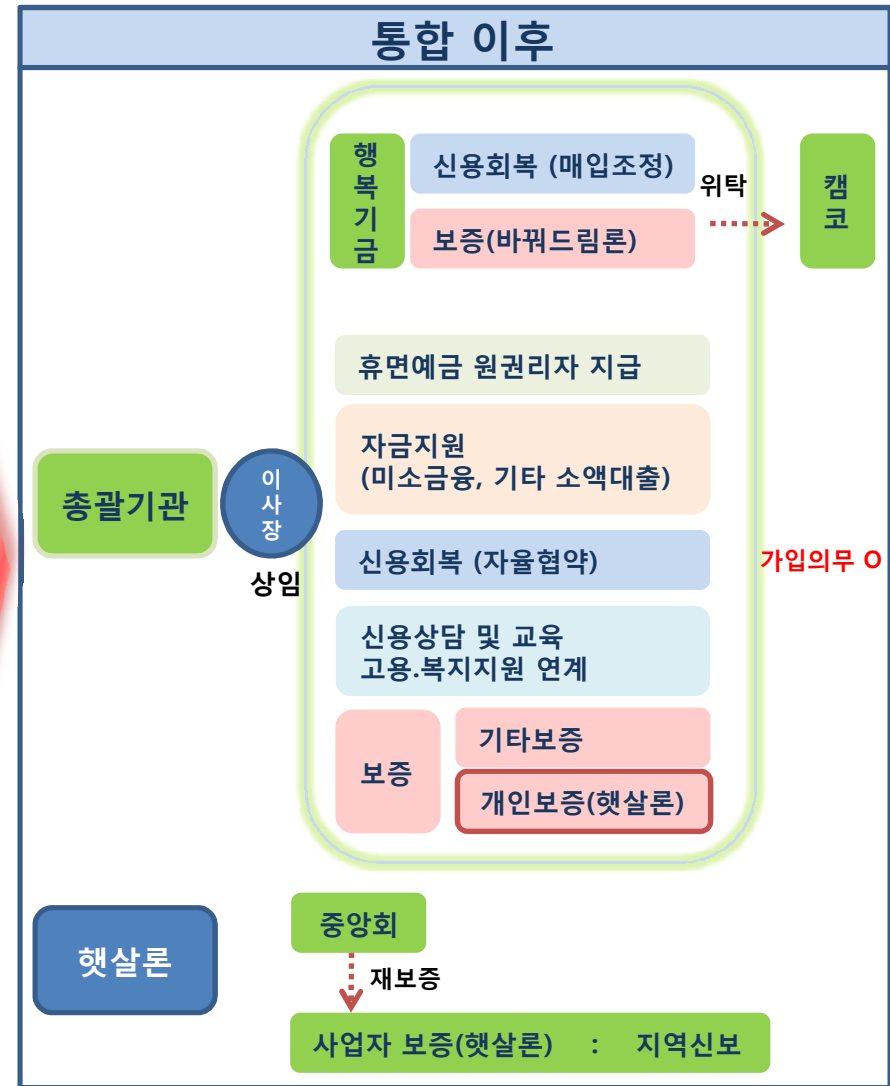 통합 이후
행복기금
신용회복 (매입조정)
보증(바꿔드림론)
위탁
캠코
휴면예금 원권리자 지급
자금지원
(미소금융, 기타 소액대출)
총괄기관
이사장
상임
신용회복 (자율협약)
가입의무 O
신용상담 및 교육
고용.복지지원 연계
보증
기타보증
개인보증(햇살론)
햇살론
중앙회
재보증
사업자 보증(햇살론) : 지역신보